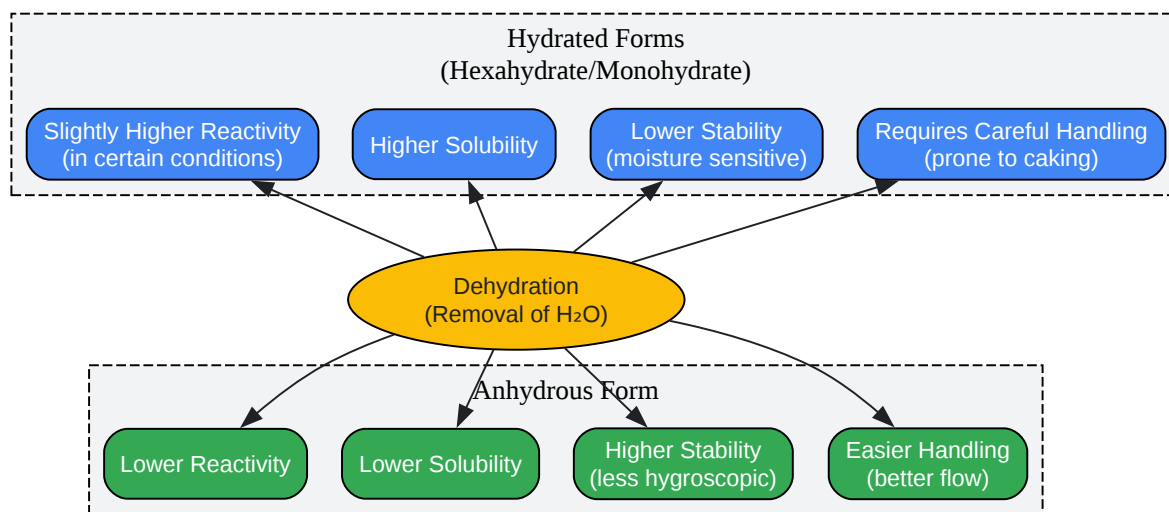 Hydrated Forms
(Hexahydrate/Monohydrate)
Slightly Higher Reactivity
(in certain conditions)
Higher Solubility
Lower Stability
(moisture sensitive)
Requires Careful Handling
(prone to caking)
Dehydration
(Removal of H₂O)
Anhydrous Form
Lower Reactivity
Lower Solubility
Higher Stability
(less hygroscopic)
Easier Handling
(better flow)